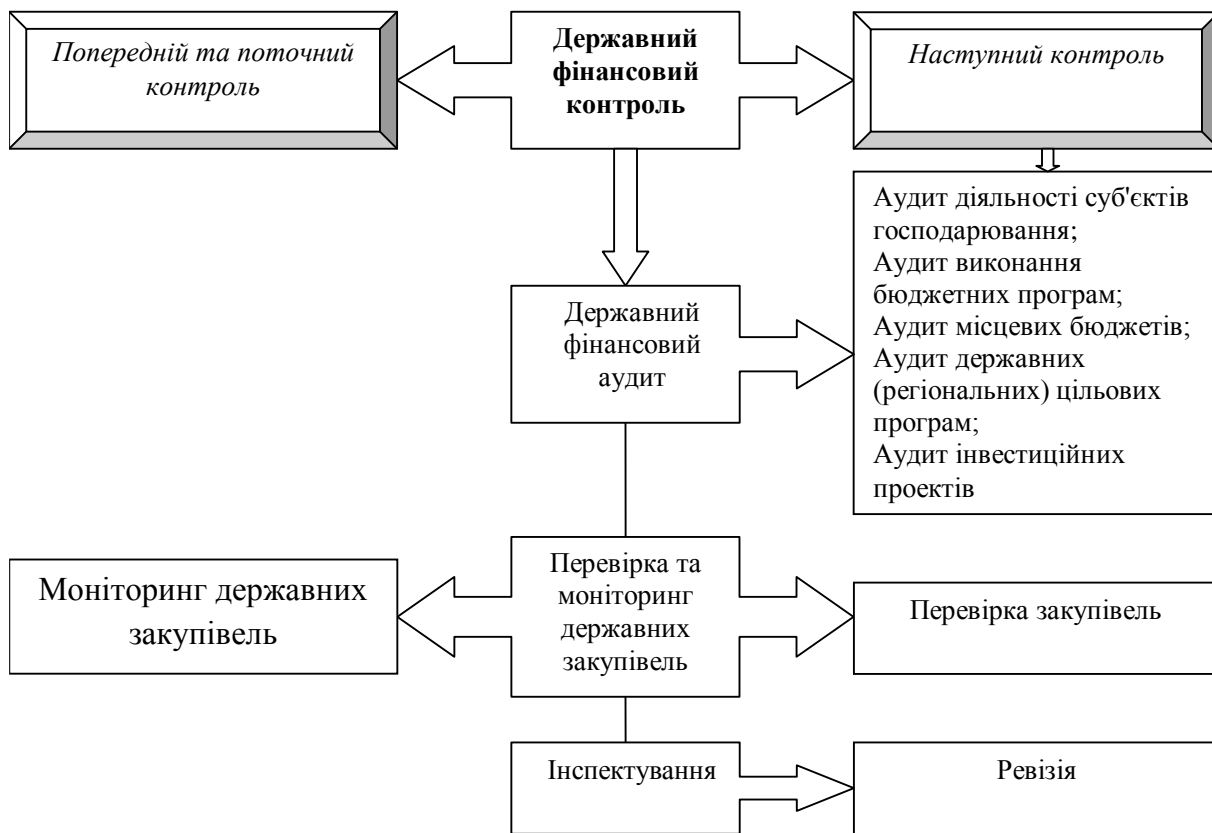 Попередній та поточний
контроль
Державний
фінансовий
контроль
Наступний контроль
Аудит діяльності суб'єктів
господарювання;
Аудит виконання
бюджетних програм;
Аудит місцевих бюджетів;
Аудит державних
(регіональних) цільових
програм;
Аудит інвестиційних
проектів
Державний
фінансовий
аудит
Моніторинг державних
закупівель
Перевірка та
моніторинг
державних
закупівель
Перевірка закупівель
Інспектування
Ревізія